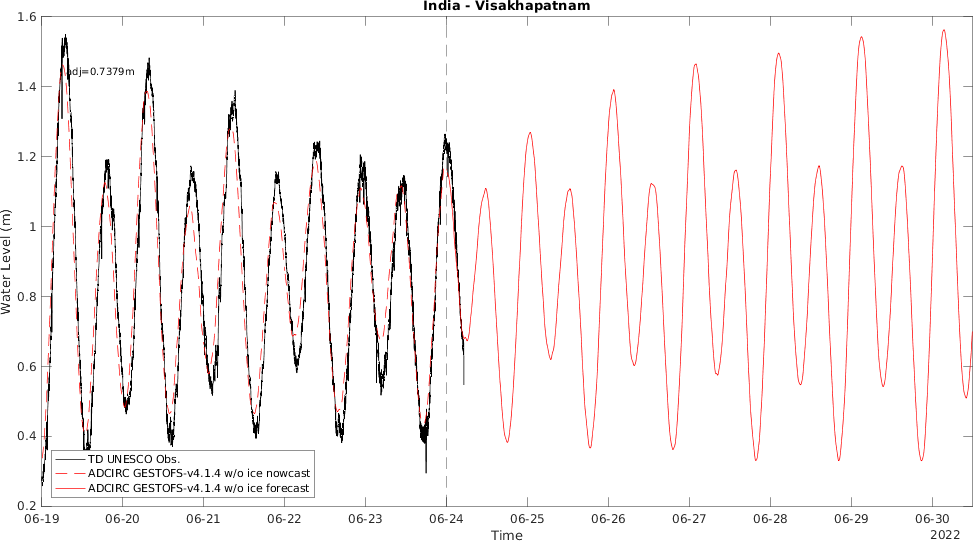 India - Visakhapatnam
1.6
1.4
1.2
1
0.8
0.6
0.4
0.2
Water Level (m)
adj=0.7379m
TD UNESCO Obs.
ADCIRC GESTOFS-v4.1.4 w/o ice nowcast
ADCIRC GESTOFS-v4.1.4 w/o ice forecast
06-19 06-20 06-21 06-22 06-23 06-24 06-25 06-26 06-27 06-28 06-29 06-30
2022
Time